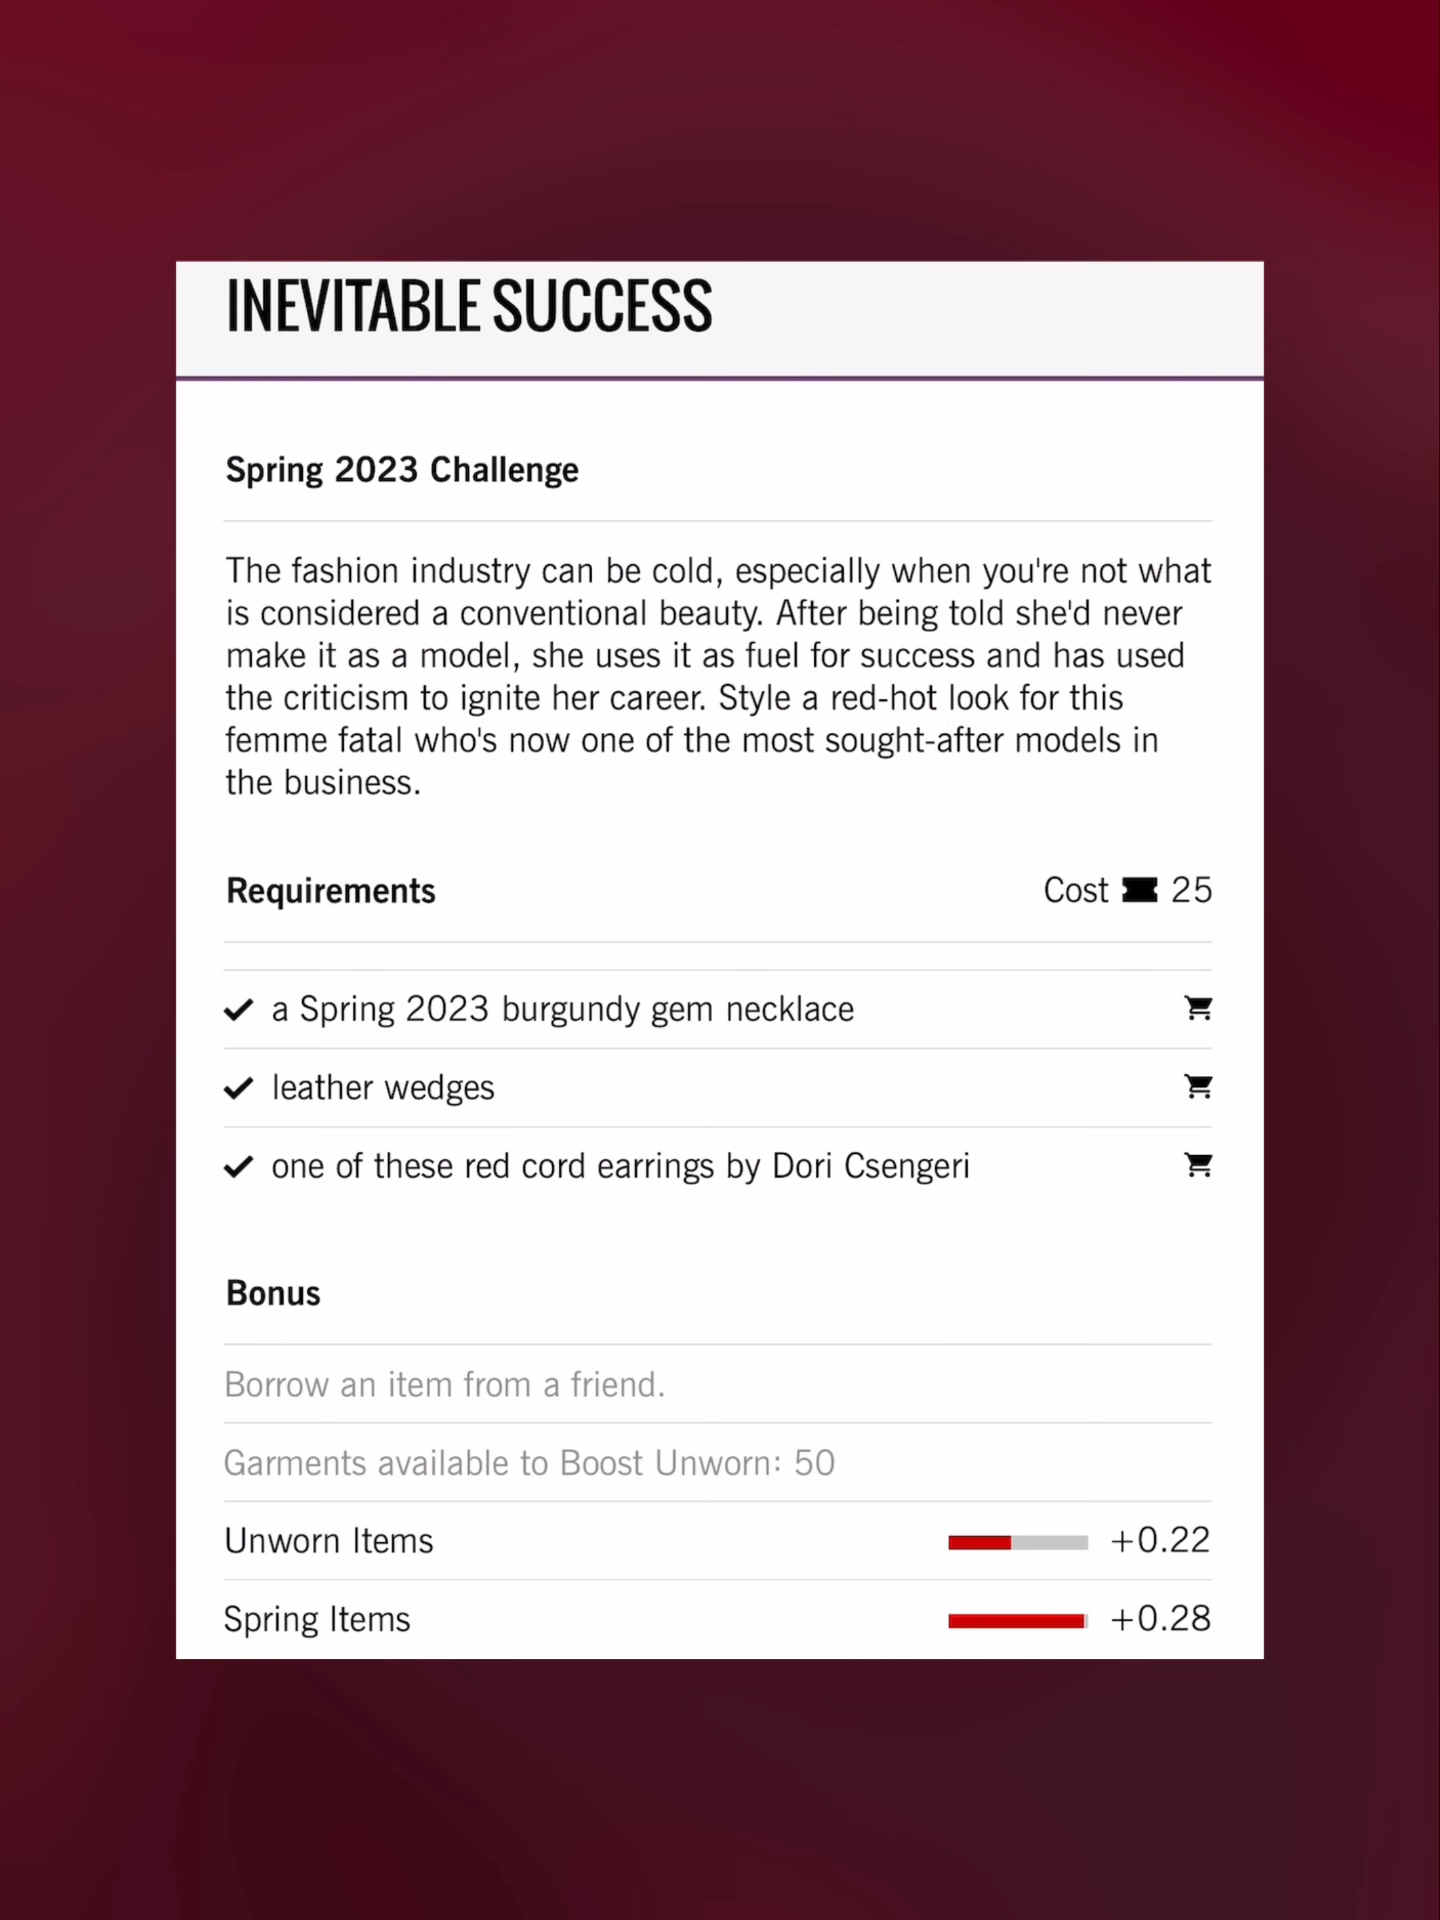 INEVITABLE SUCCESS
Spring 2023 Challenge
The fashion industry can be cold, especially when you're not what
is considered a conventional beauty. After being told she'd never
make it as a model, she uses it as fuel for success and has used
the criticism to ignite her career. Style a red-hot look for this
femme fatal who's now one of the most sought-after models in
the business.
Requirements Cost 25
a Spring 2023 burgundy gem necklace
leather wedges
one of these red cord earrings by Dori Csengeri
Bonus
Borrow an item from a friend.
Garments available to Boost Unworn: 50
Unworn Items +0.22
Spring Items +0.28